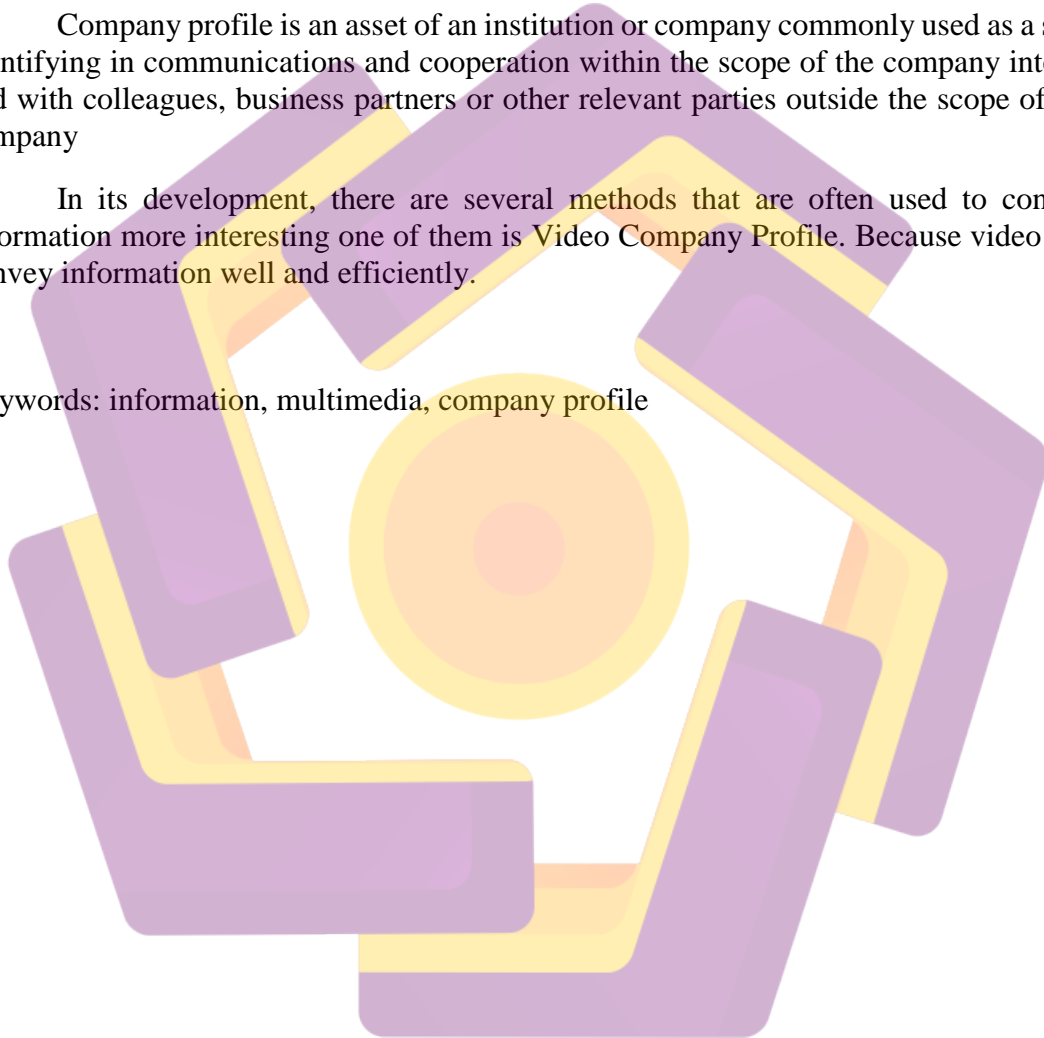 Company profile is an asset of an institution or company commonly used as a s
ntifying in communications and cooperation within the scope of the company inte
d with colleagues, business partners or other relevant parties outside the scope of
mpany
In its development, there are several methods that are often used to con
ormation more interesting one of them is Video Company Profile. Because video
nvey information well and efficiently.
ywords: information, multimedia, company profile